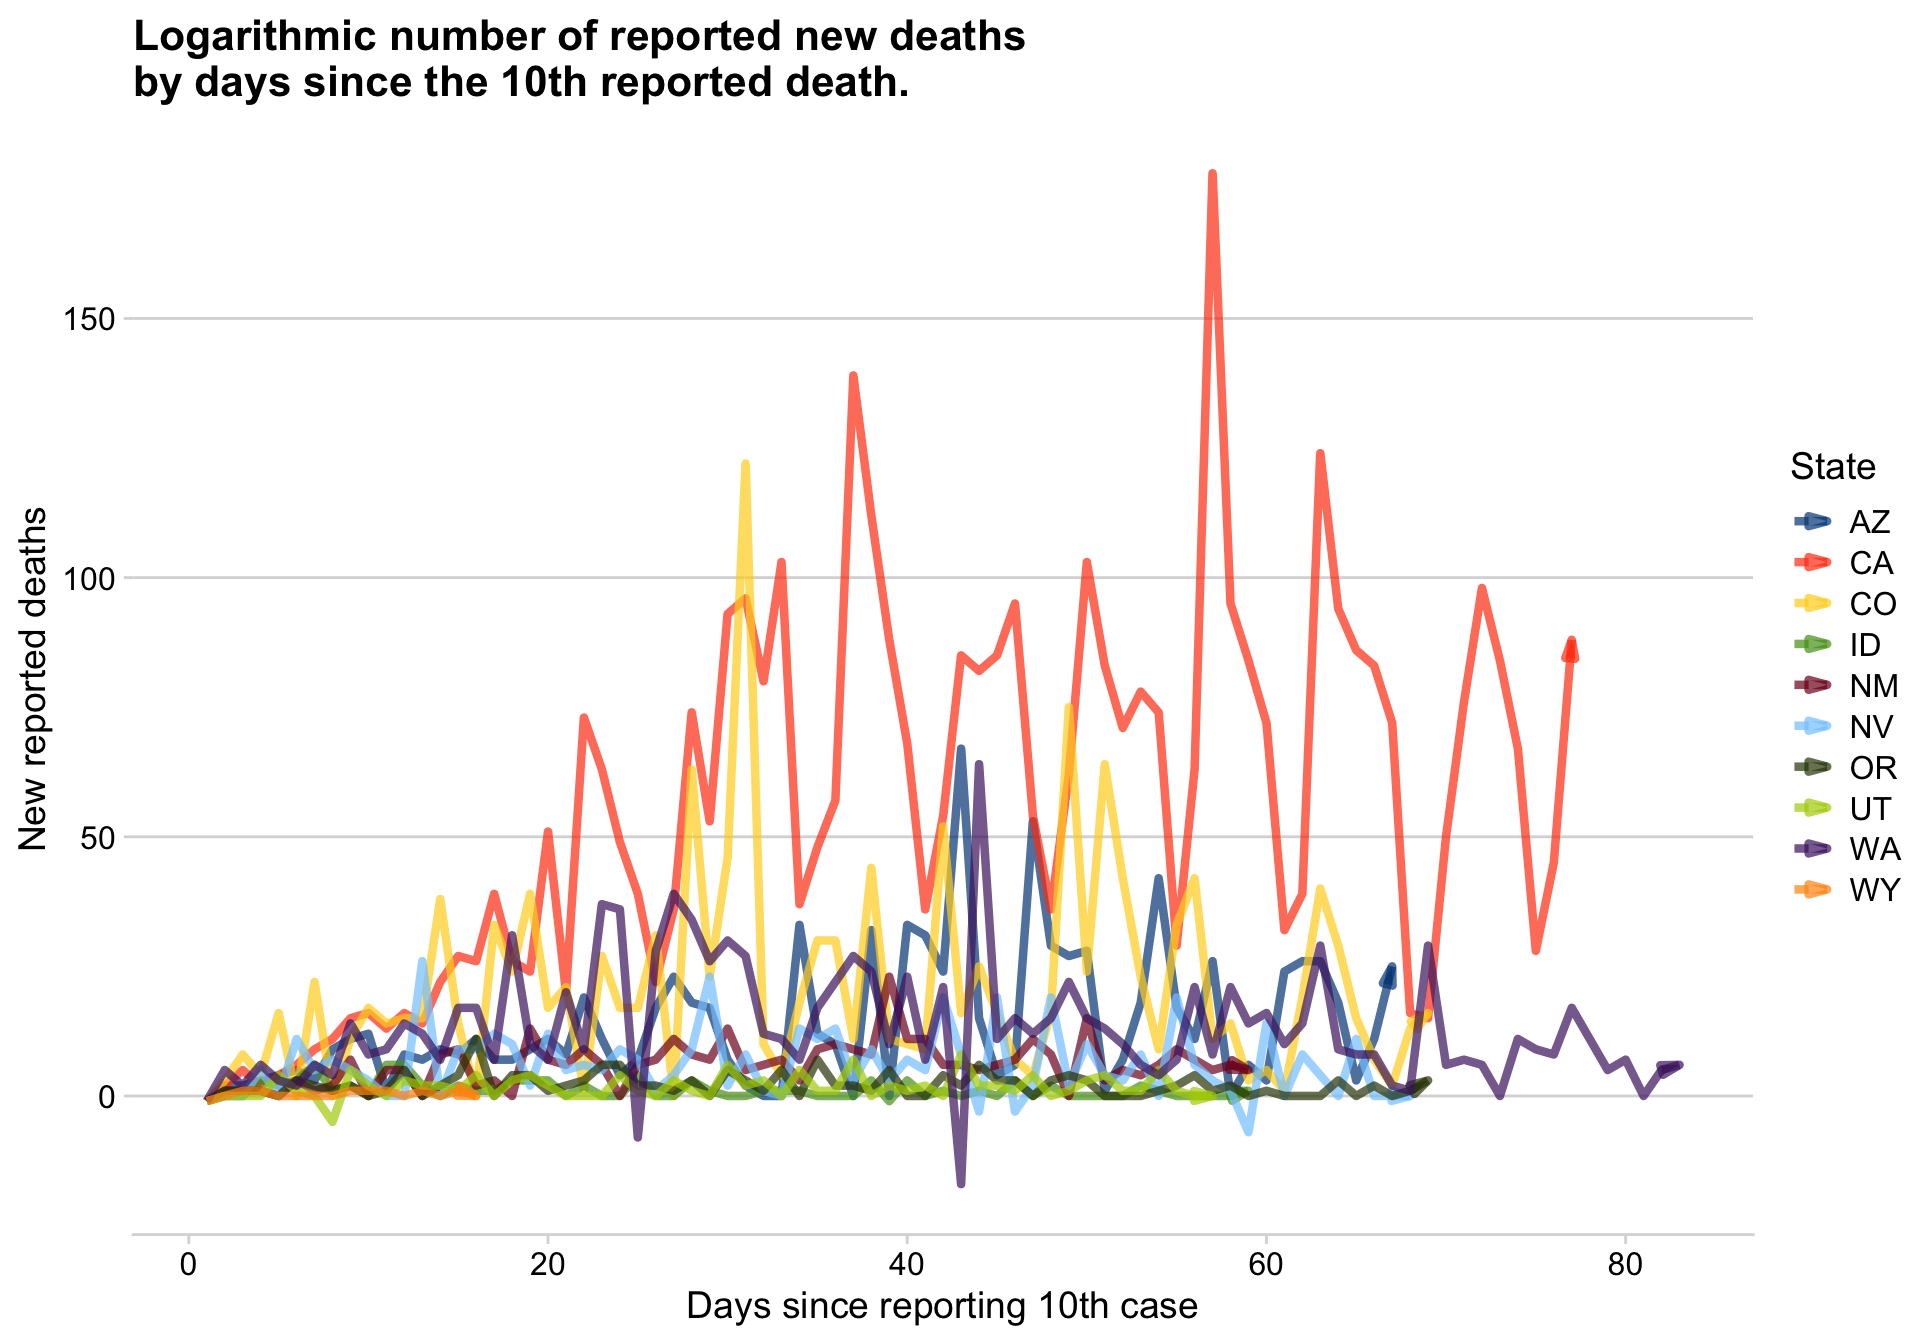 Logarithmic number of reported new deaths
by days since the 10th reported death.
New reported deaths
150
100
50
0
0
20
40
60
80
Days since reporting 10th case
State
AZ
CA
CO
ID
NM
NV
OR
UT
WA
WY